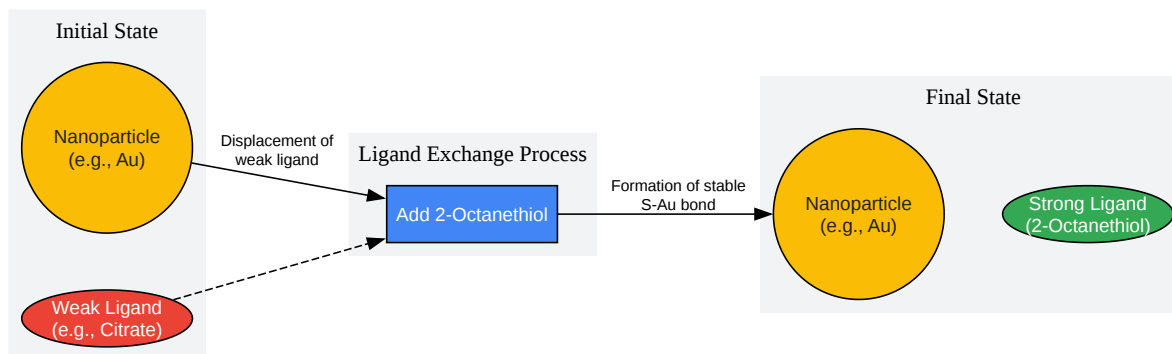 Initial State
Nanoparticle
(e.g., Au)
Weak Ligand
(e.g., Citrate)
Displacement of
weak ligand
Ligand Exchange Process
Add 2-Octanethiol
Formation of stable
S-Au bond
Final State
Nanoparticle
(e.g., Au)
Strong Ligand
(2-Octanethiol)